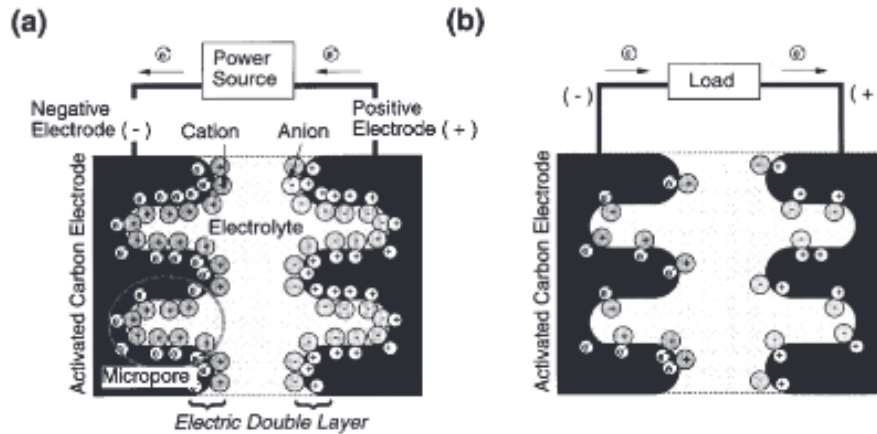 (a)
e
e
Power
Source
Negative
Electrode (-)
Cation
Anion
Positive
Electrode (+)
Activated Carbon Electrode
Electrolyte
Micropore
Electric Double Layer
(b)
e
e
Load
(-)
(+
Activated Carbon Electrode